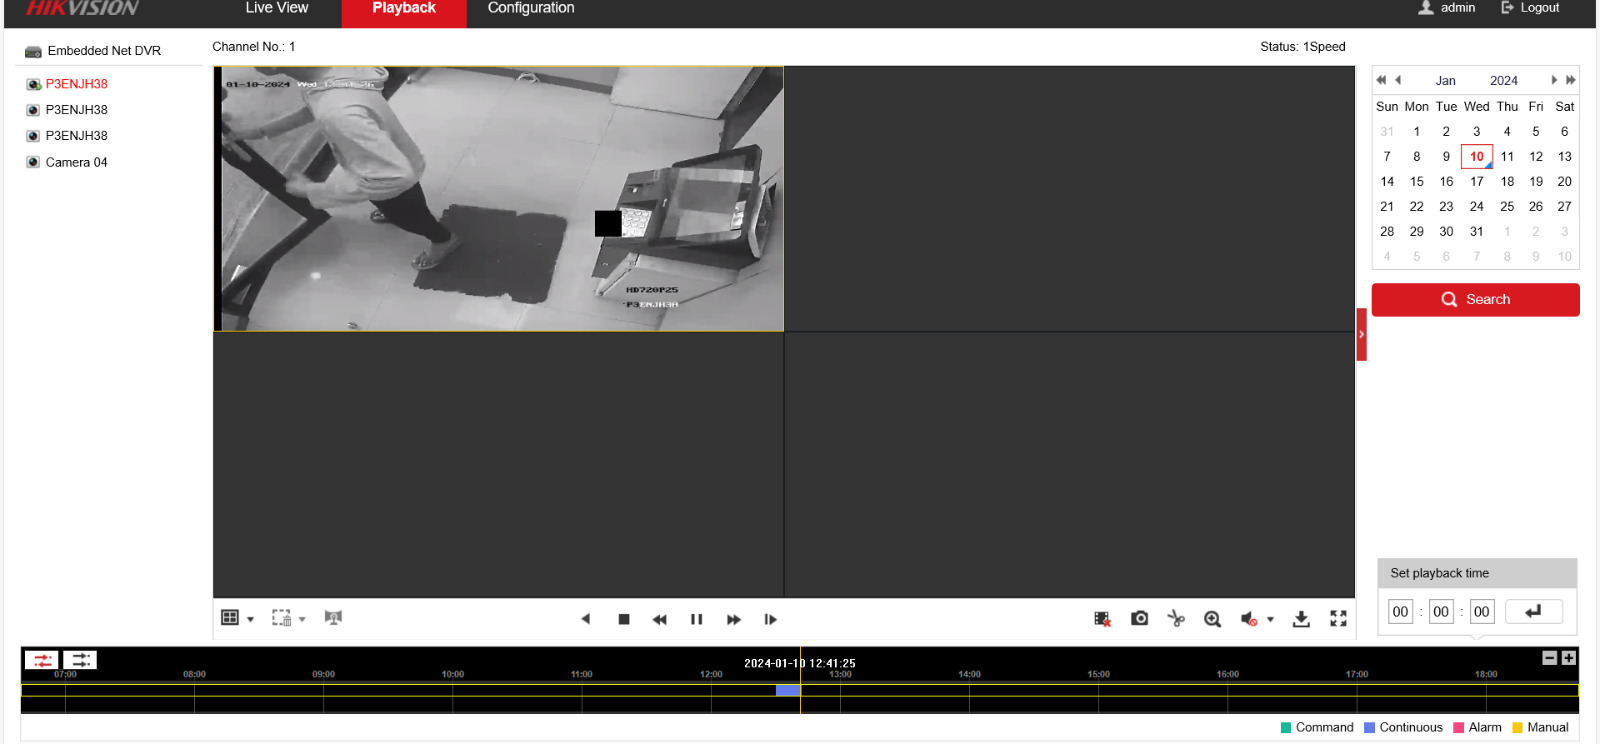 HIKVISION Live View Playback Configuration admin Logout
Embedded Net DVR
P3ENJH38
P3ENJH38
P3ENJH38
Camera 04
Channel No.: 1 Status: 1Speed
01-10-2024 Wed
HD720P25
P3ENJH38
Jan 2024
Sun Mon Tue Wed Thu Fri Sat
31 1 2 3 4 5 6
7 8 9 10 11 12 13
14 15 16 17 18 19 20
21 22 23 24 25 26 27
28 29 30 31 1 2 3
4 5 6 7 8 9 10
Search
Set playback time
00 : 00 : 00
2024-01-10 12:41:25
07:00 08:00 09:00 10:00 11:00 12:00 13:00 14:00 15:00 16:00 17:00 18:00
Command Continuous Alarm Manual